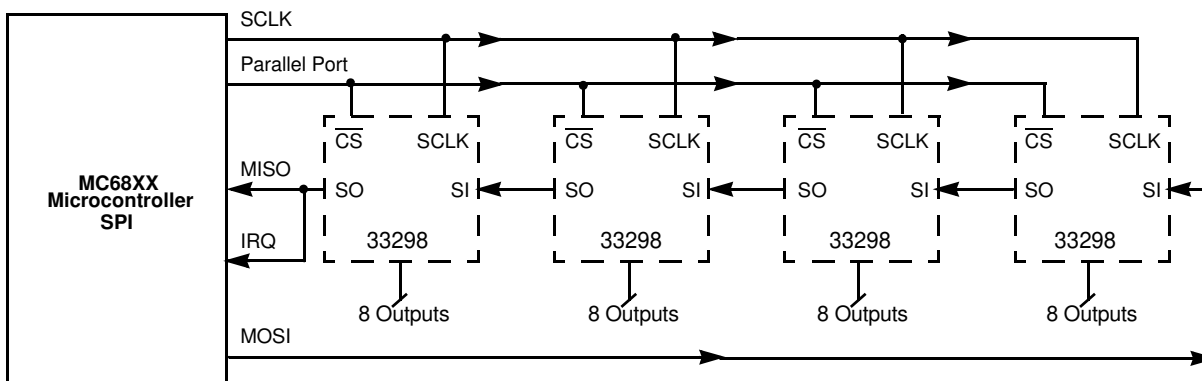 SCLK
Parallel Port
CS SCLK
CS SCLK
CS SCLK
CS SCLK
MISO
MC68XX
Microcontroller
SPI
SO SI
SO SI
SO SI
SO SI
IRQ
33298
33298
33298
33298
8 Outputs
8 Outputs
8 Outputs
8 Outputs
MOSI